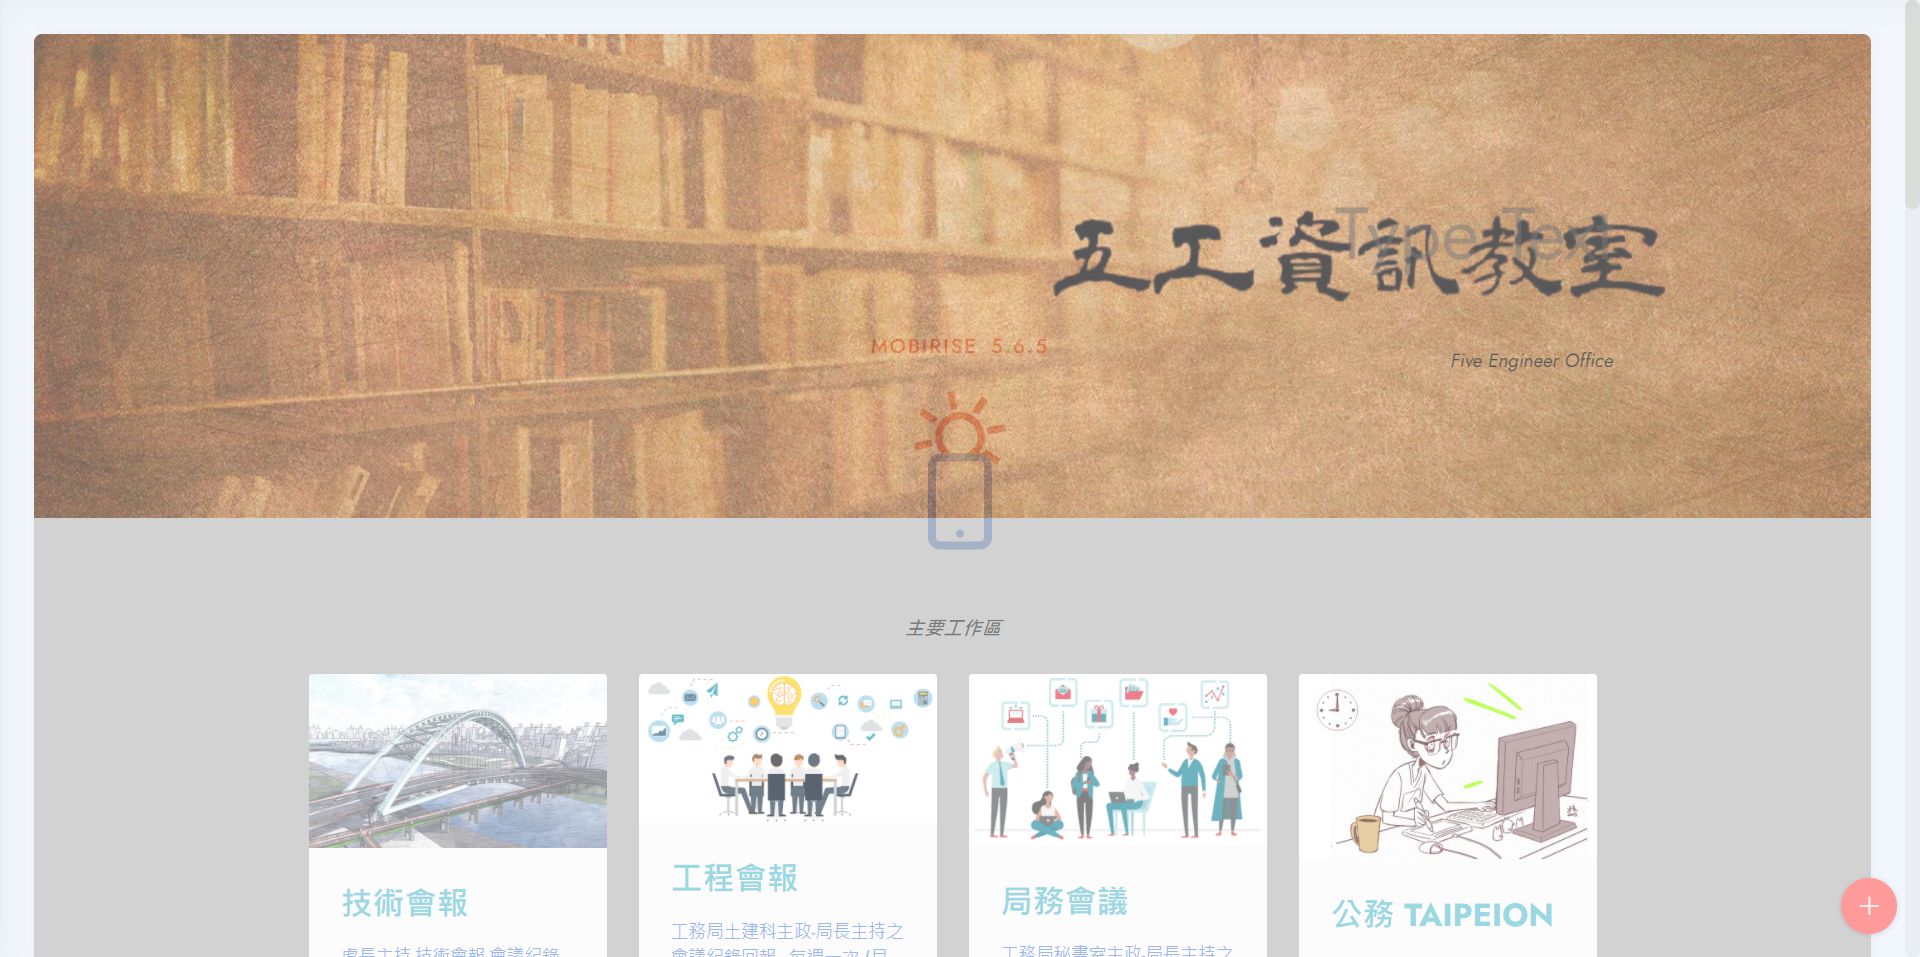 Type Text
五工資訊教室
MOBIRISE 5.6.5
Five Engineer Office
主要工作區
技術會報
處長主持 技術會報 會議紀錄
工程會報
工務局土建科主政-局長主持之
會議紀錄回報 , 每週一次 (月
局務會議
工務局秘書室主政-局長主持之
公務 TAIPEION